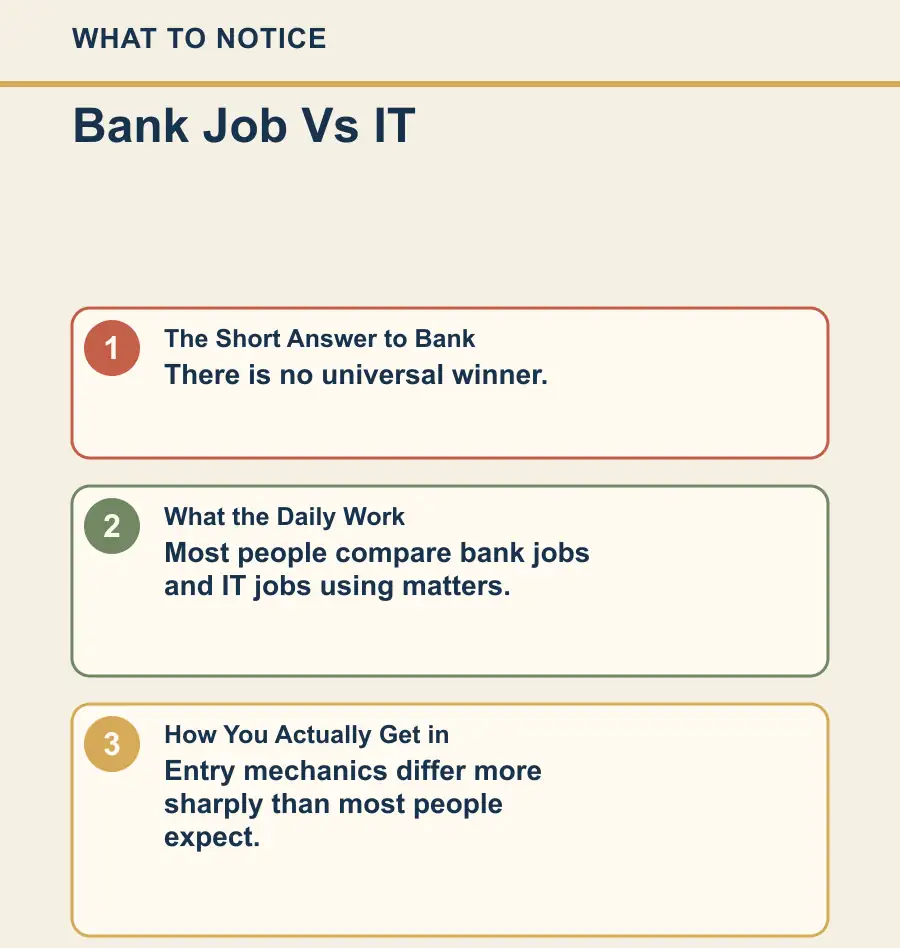 WHAT TO NOTICE
Bank Job Vs IT
1
The Short Answer to Bank
There is no universal winner.
2
What the Daily Work
Most people compare bank jobs
and IT jobs using matters.
3
How You Actually Get in
Entry mechanics differ more
sharply than most people
expect.